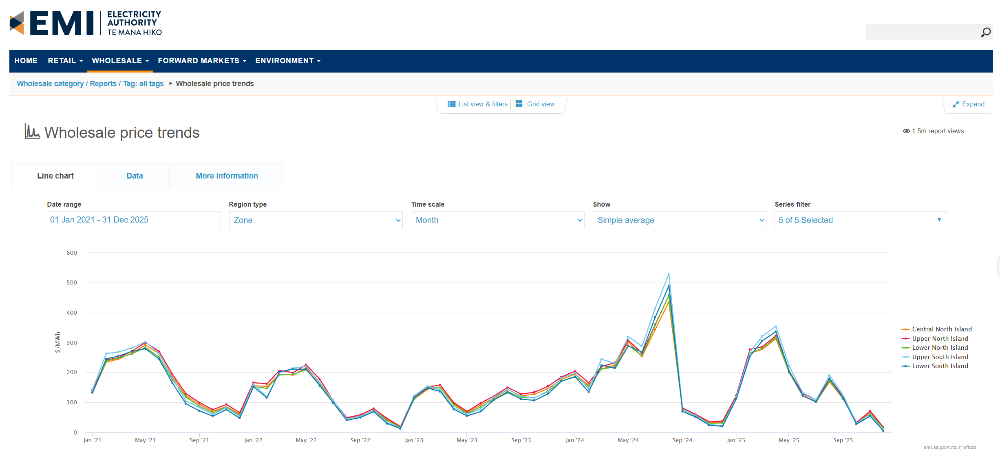 EMI
ELECTRICITY
AUTHORITY
TE MANA HIKO
HOME RETAIL WHOLESALE FORWARD MARKETS ENVIRONMENT
Wholesale category / Reports / Tag: all tags ▸ Wholesale price trends
List view & filters Grid view Expand
Wholesale price trends
1.5m report views
Line chart Data More information
Date range Region type Time scale Show Series filter
01 Jan 2021 - 31 Dec 2025 Zone Month Simple average 5 of 5 Selected
600
500
400
300
200
100
0
$/MWh
Central North Island
Upper North Island
Lower North Island
Upper South Island
Lower South Island
Jan '21 May '21 Sep '21 Jan '22 May '22 Sep '22 Jan '23 May '23 Sep '23 Jan '24 May '24 Sep '24 Jan '25 May '25 Sep '25
emi.ea.govt.nz/r/ofkzd